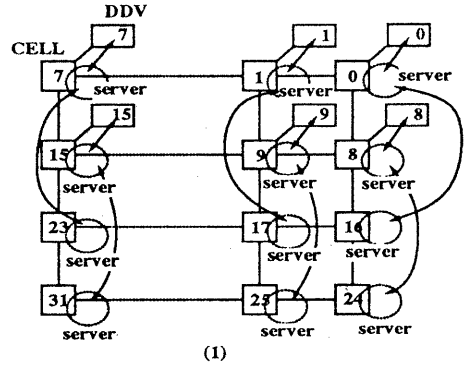 DDV
7 1 0
CELL
7 1 0
server server server
15 9 8
15 9 8
server server server
23 17 16
server server server
31 25 24
server server server
(1)